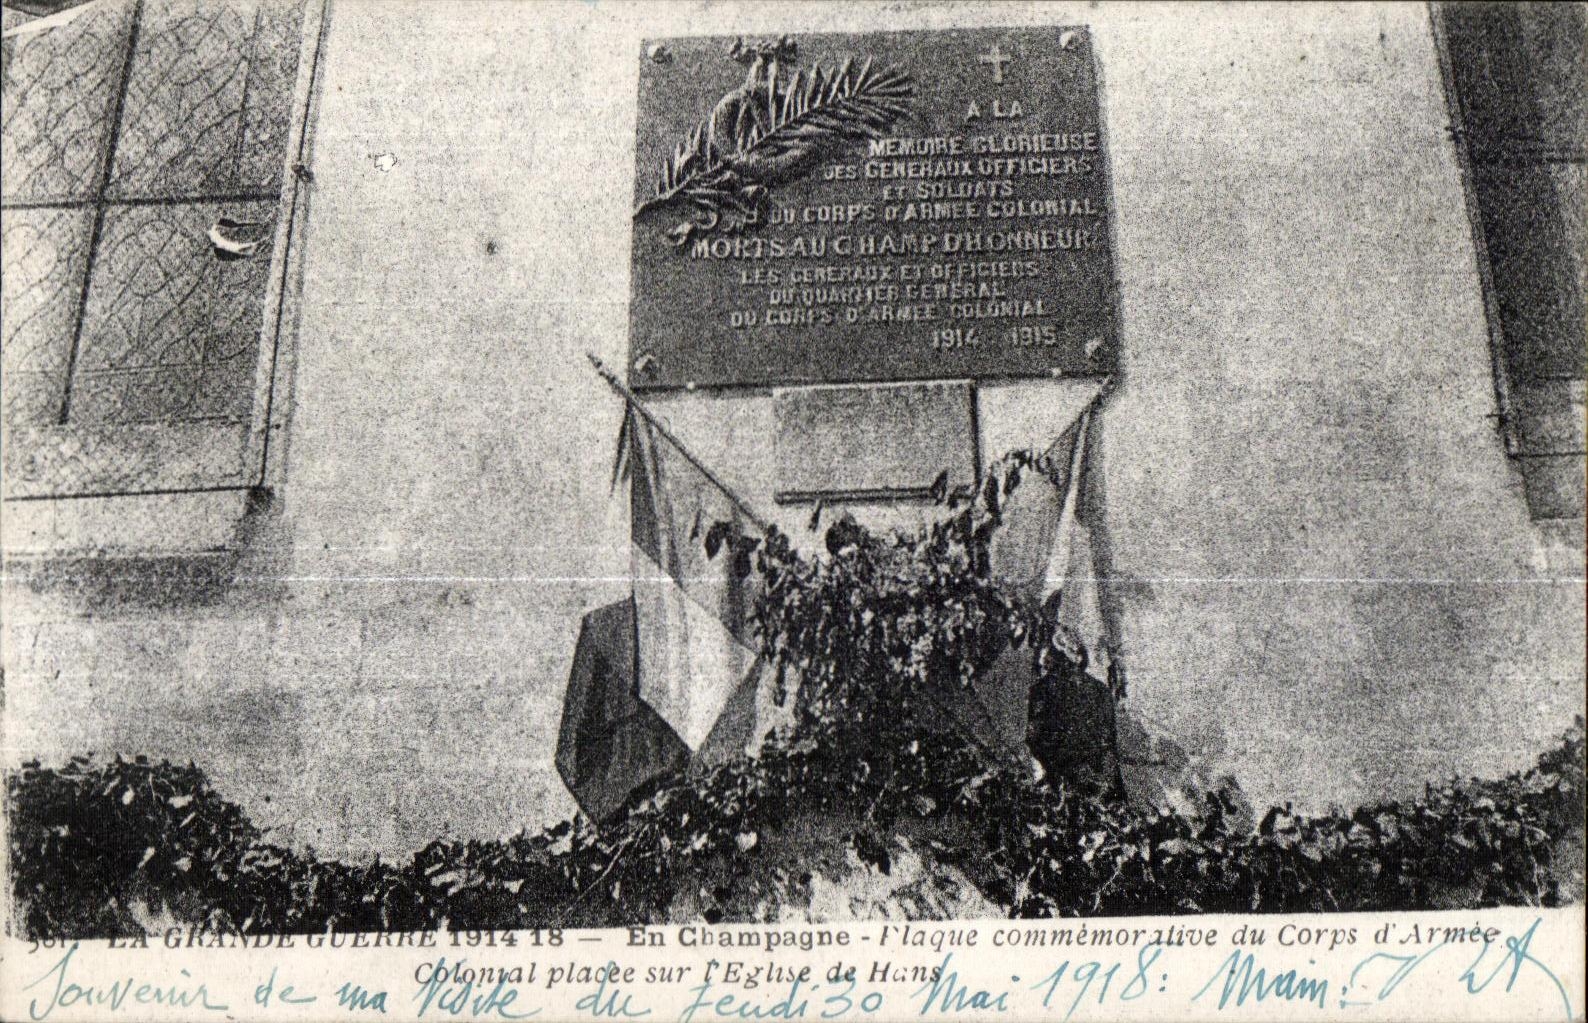 A LA
MEMOIRE GLORIEUSE
DES GENERAUX OFFICIERS
ET SOLDATS
DU CORPS D'ARMEE COLONIAL
MORTS AU CHAMP D'HONNEUR
LES GENERAUX ET OFFICIERS
DU QUARTIER GENERAL
DU CORPS D'ARMEE COLONIAL
1914 1915
LA GRANDE GUERRE 1914 18 — En Champagne - Plaque commémorative du Corps d'Armée
Colonial placée sur l'Eglise de Hans
Souvenir de ma Visite du Jeudi 30 Mai 1918: